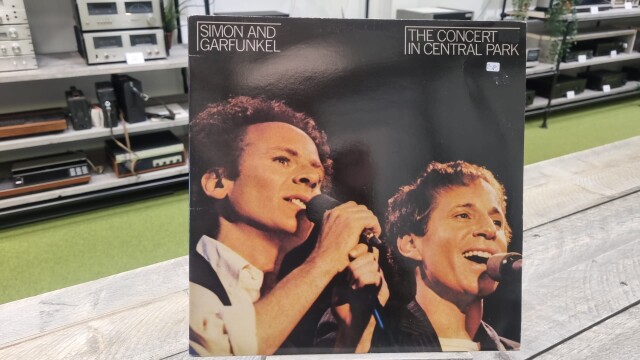 SIMON AND
GARFUNKEL
THE CONCERT
IN CENTRAL PARK